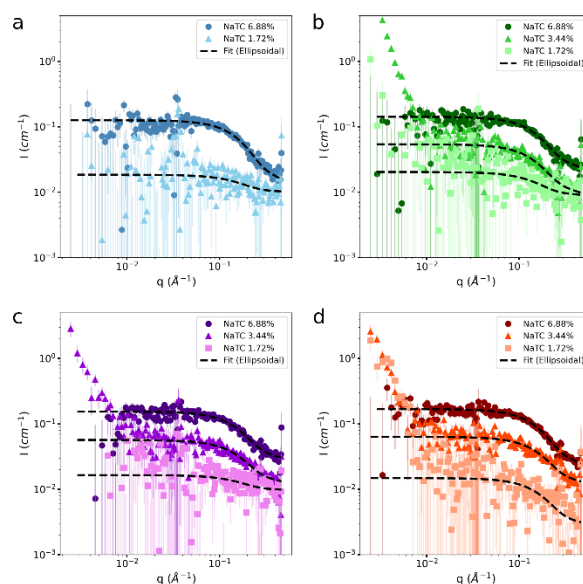 a
NaTC 6.88%
NaTC 1.72%
Fit (Ellipsoidal)
10⁰
10⁻¹
10⁻²
10⁻³
I (cm⁻¹)
10⁻² 10⁻¹
q (Å⁻¹)
b
NaTC 6.88%
NaTC 3.44%
NaTC 1.72%
Fit (Ellipsoidal)
10⁰
10⁻¹
10⁻²
10⁻³
I (cm⁻¹)
10⁻² 10⁻¹
q (Å⁻¹)
c
NaTC 6.88%
NaTC 3.44%
NaTC 1.72%
Fit (Ellipsoidal)
10⁰
10⁻¹
10⁻²
10⁻³
I (cm⁻¹)
10⁻² 10⁻¹
q (Å⁻¹)
d
NaTC 6.88%
NaTC 3.44%
NaTC 1.72%
Fit (Ellipsoidal)
10⁰
10⁻¹
10⁻²
10⁻³
I (cm⁻¹)
10⁻² 10⁻¹
q (Å⁻¹)